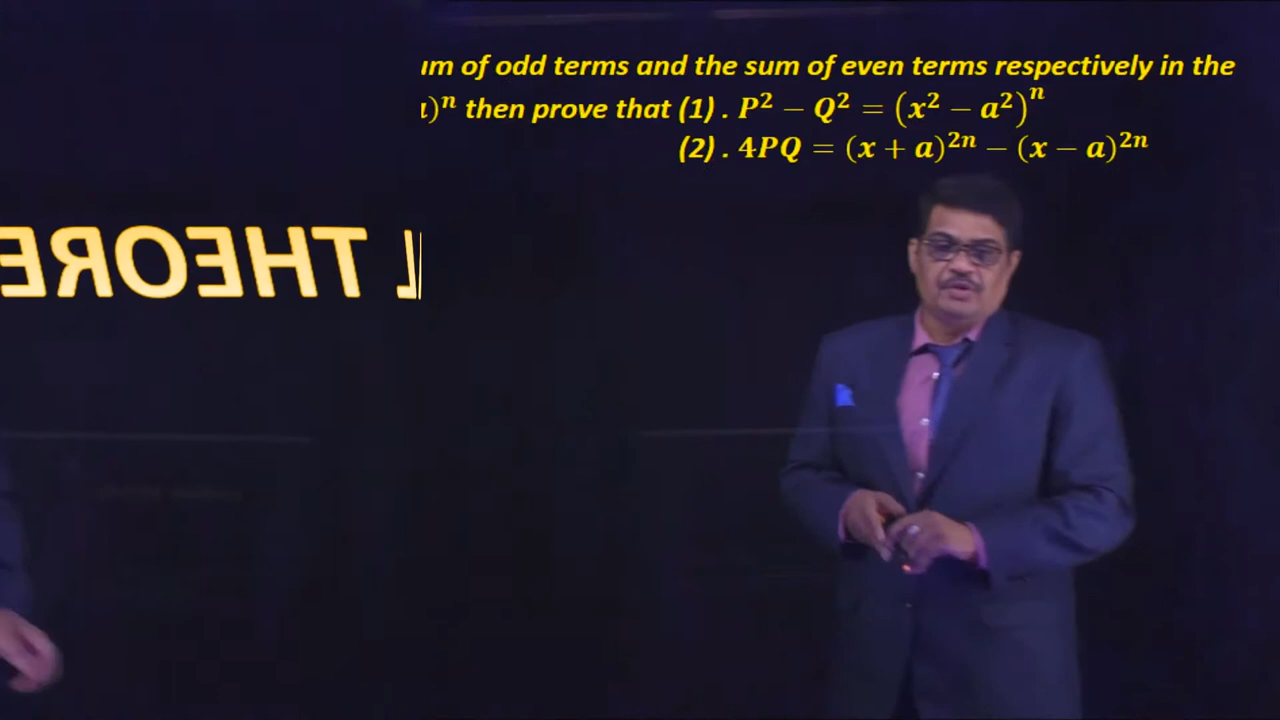 of odd terms and the sum of even terms respectively in the
)ⁿ then prove that (1) . P² − Q² = (x² − a²)ⁿ
(2) . 4PQ = (x + a)²ⁿ − (x − a)²ⁿ
THEORE